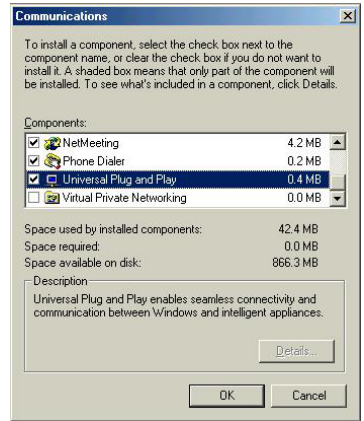 Communications
To install a component, select the check box next to the
component name, or clear the check box if you do not want to
install it. A shaded box means that only part of the component will
be installed. To see what's included in a component, click Details.
Components:
NetMeeting 4.2 MB
Phone Dialer 0.2 MB
Universal Plug and Play 0.4 MB
Virtual Private Networking 0.0 MB
Space used by installed components: 42.4 MB
Space required: 0.0 MB
Space available on disk: 866.3 MB
Description
Universal Plug and Play enables seamless connectivity and
communication between Windows and intelligent appliances.
Details...
OK Cancel